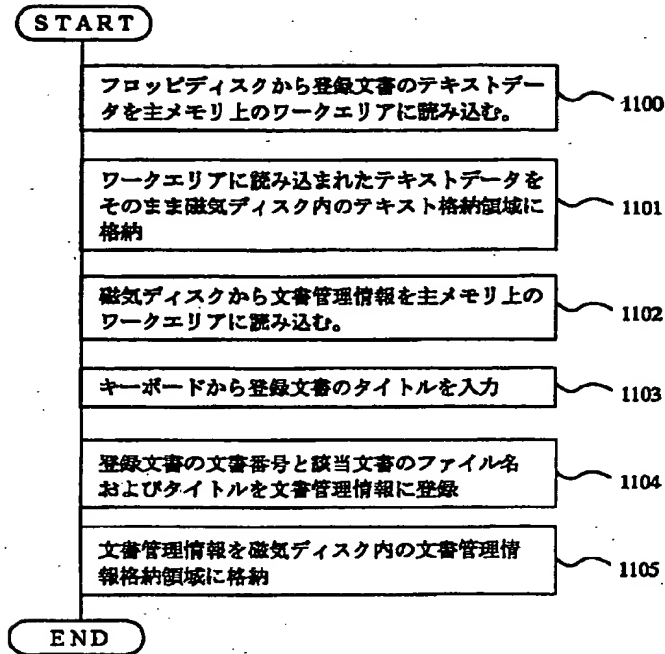 START
フロッピディスクから登録文書のテキストデー
タを主メモリ上のワークエリアに読み込む。
1100
ワークエリアに読み込まれたテキストデータを
そのまま磁気ディスク内のテキスト格納領域に
格納
1101
磁気ディスクから文書管理情報を主メモリ上の
ワークエリアに読み込む。
1102
キーボードから登録文書のタイトルを入力
1103
登録文書の文書番号と該当文書のファイル名
およびタイトルを文書管理情報に登録
1104
文書管理情報を磁気ディスク内の文書管理情
報格納領域に格納
1105
END